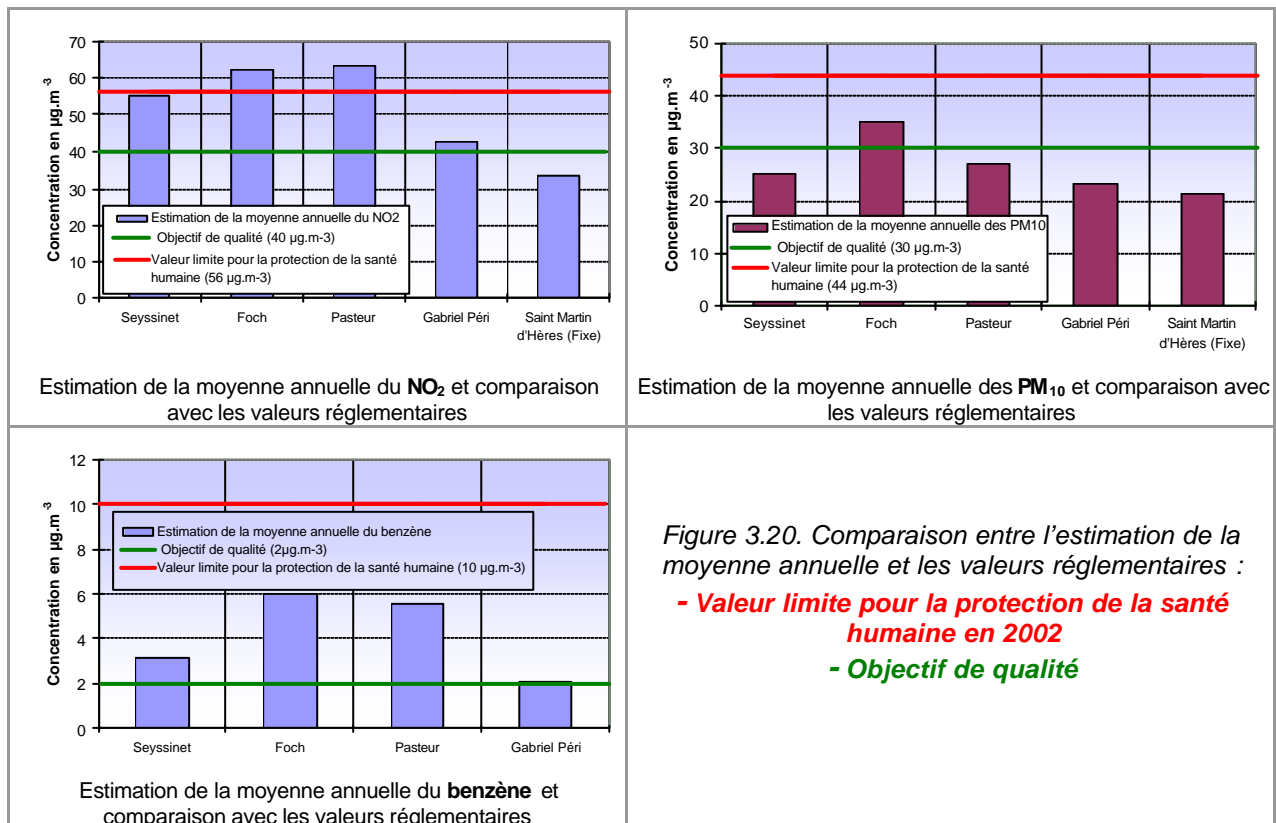 70
60
50
40
30
20
10
0
Concentration en µg.m-3
Estimation de la moyenne annuelle du NO2
Objectif de qualité (40 µg.m-3)
Valeur limite pour la protection de la santé
humaine (56 µg.m-3)
Seyssinet
Foch
Pasteur
Gabriel Péri
Saint Martin
d'Hères (Fixe)
Estimation de la moyenne annuelle du NO2 et comparaison
avec les valeurs réglementaires
50
40
30
20
10
0
Concentration en µg.m-3
Estimation de la moyenne annuelle des PM10
Objectif de qualité (30 µg.m-3)
Valeur limite pour la protection de la santé
humaine (44 µg.m-3)
Seyssinet
Foch
Pasteur
Gabriel Péri
Saint Martin
d'Hères (Fixe)
Estimation de la moyenne annuelle des PM10 et comparaison avec
les valeurs réglementaires
12
10
8
6
4
2
0
Concentration en µg.m-3
Estimation de la moyenne annuelle du benzène
Objectif de qualité (2µg.m-3)
Valeur limite pour la protection de la santé humaine (10 µg.m-3)
Seyssinet
Foch
Pasteur
Gabriel Péri
Estimation de la moyenne annuelle du benzène et
comparaison avec les valeurs réglementaires
Figure 3.20. Comparaison entre l'estimation de la
moyenne annuelle et les valeurs réglementaires :
- Valeur limite pour la protection de la santé
humaine en 2002
- Objectif de qualité